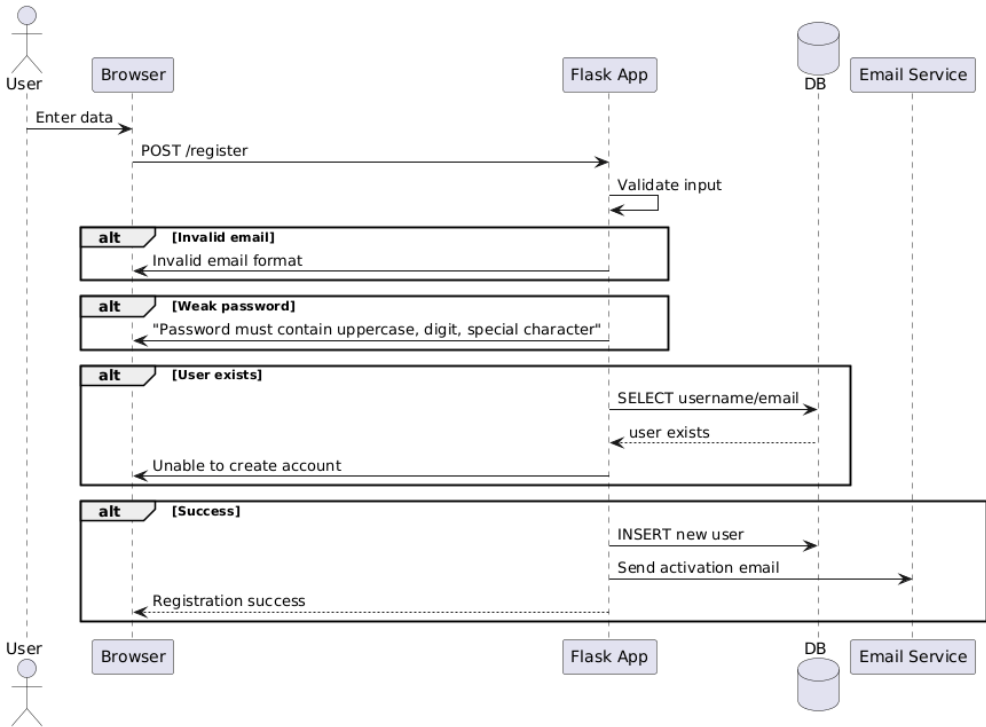 User
Browser
Flask App
DB
Email Service
Enter data
POST /register
Validate input
alt [Invalid email]
Invalid email format
alt [Weak password]
"Password must contain uppercase, digit, special character"
alt [User exists]
SELECT username/email
user exists
Unable to create account
alt [Success]
INSERT new user
Send activation email
Registration success
User
Browser
Flask App
DB
Email Service